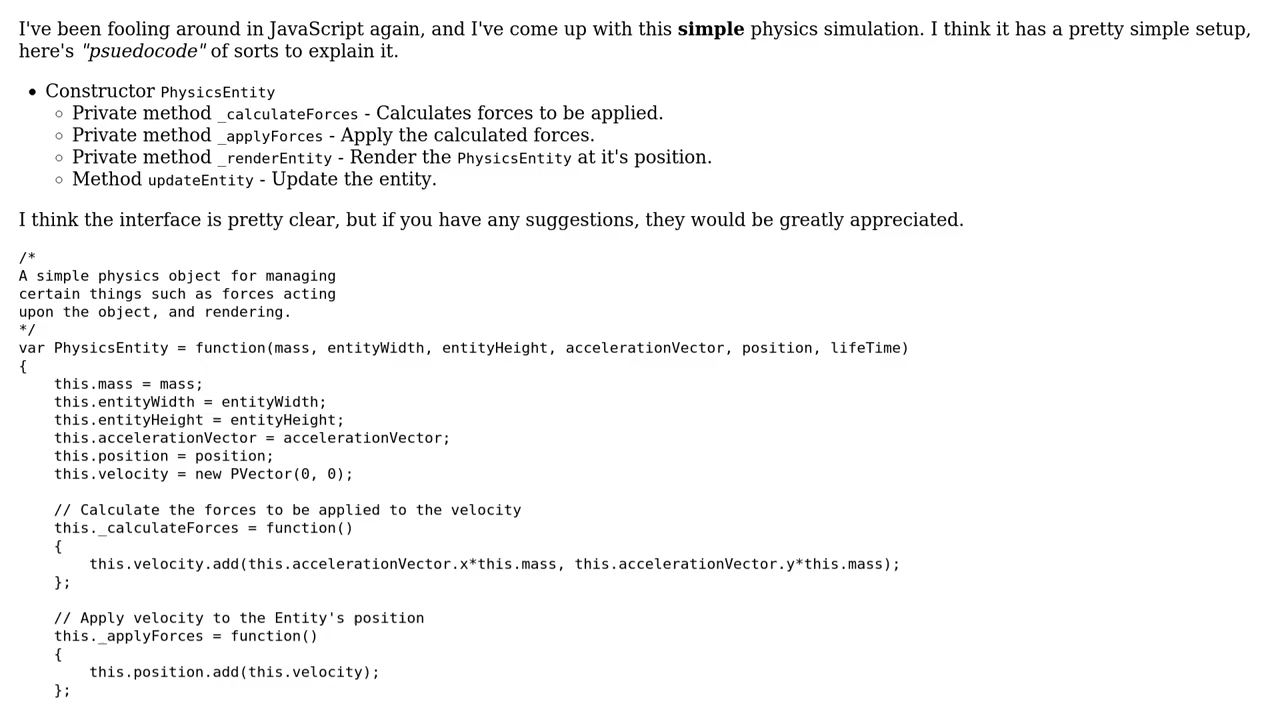 I've been fooling around in JavaScript again, and I've come up with this simple physics simulation. I think it has a pretty simple setup,
here's "psuedocode" of sorts to explain it.
• Constructor PhysicsEntity
◦ Private method _calculateForces - Calculates forces to be applied.
◦ Private method _applyForces - Apply the calculated forces.
◦ Private method _renderEntity - Render the PhysicsEntity at it's position.
◦ Method updateEntity - Update the entity.
I think the interface is pretty clear, but if you have any suggestions, they would be greatly appreciated.
/*
A simple physics object for managing
certain things such as forces acting
upon the object, and rendering.
*/
var PhysicsEntity = function(mass, entityWidth, entityHeight, accelerationVector, position, lifeTime)
{
    this.mass = mass;
    this.entityWidth = entityWidth;
    this.entityHeight = entityHeight;
    this.accelerationVector = accelerationVector;
    this.position = position;
    this.velocity = new PVector(0, 0);

    // Calculate the forces to be applied to the velocity
    this._calculateForces = function()
    {
        this.velocity.add(this.accelerationVector.x*this.mass, this.accelerationVector.y*this.mass);
    };

    // Apply velocity to the Entity's position
    this._applyForces = function()
    {
        this.position.add(this.velocity);
    };